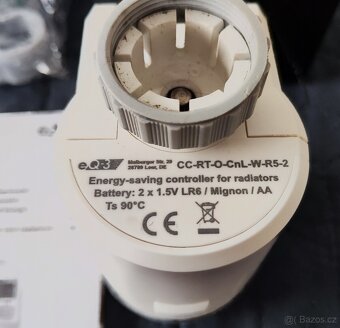 eQ-3
Maiburger Str. 29
26789 Leer, DE
CC-RT-O-CnL-W-R5-2
Energy-saving controller for radiators
Battery: 2 x 1.5V LR6 / Mignon / AA
Ts 90°C
CE
Bazos.cz